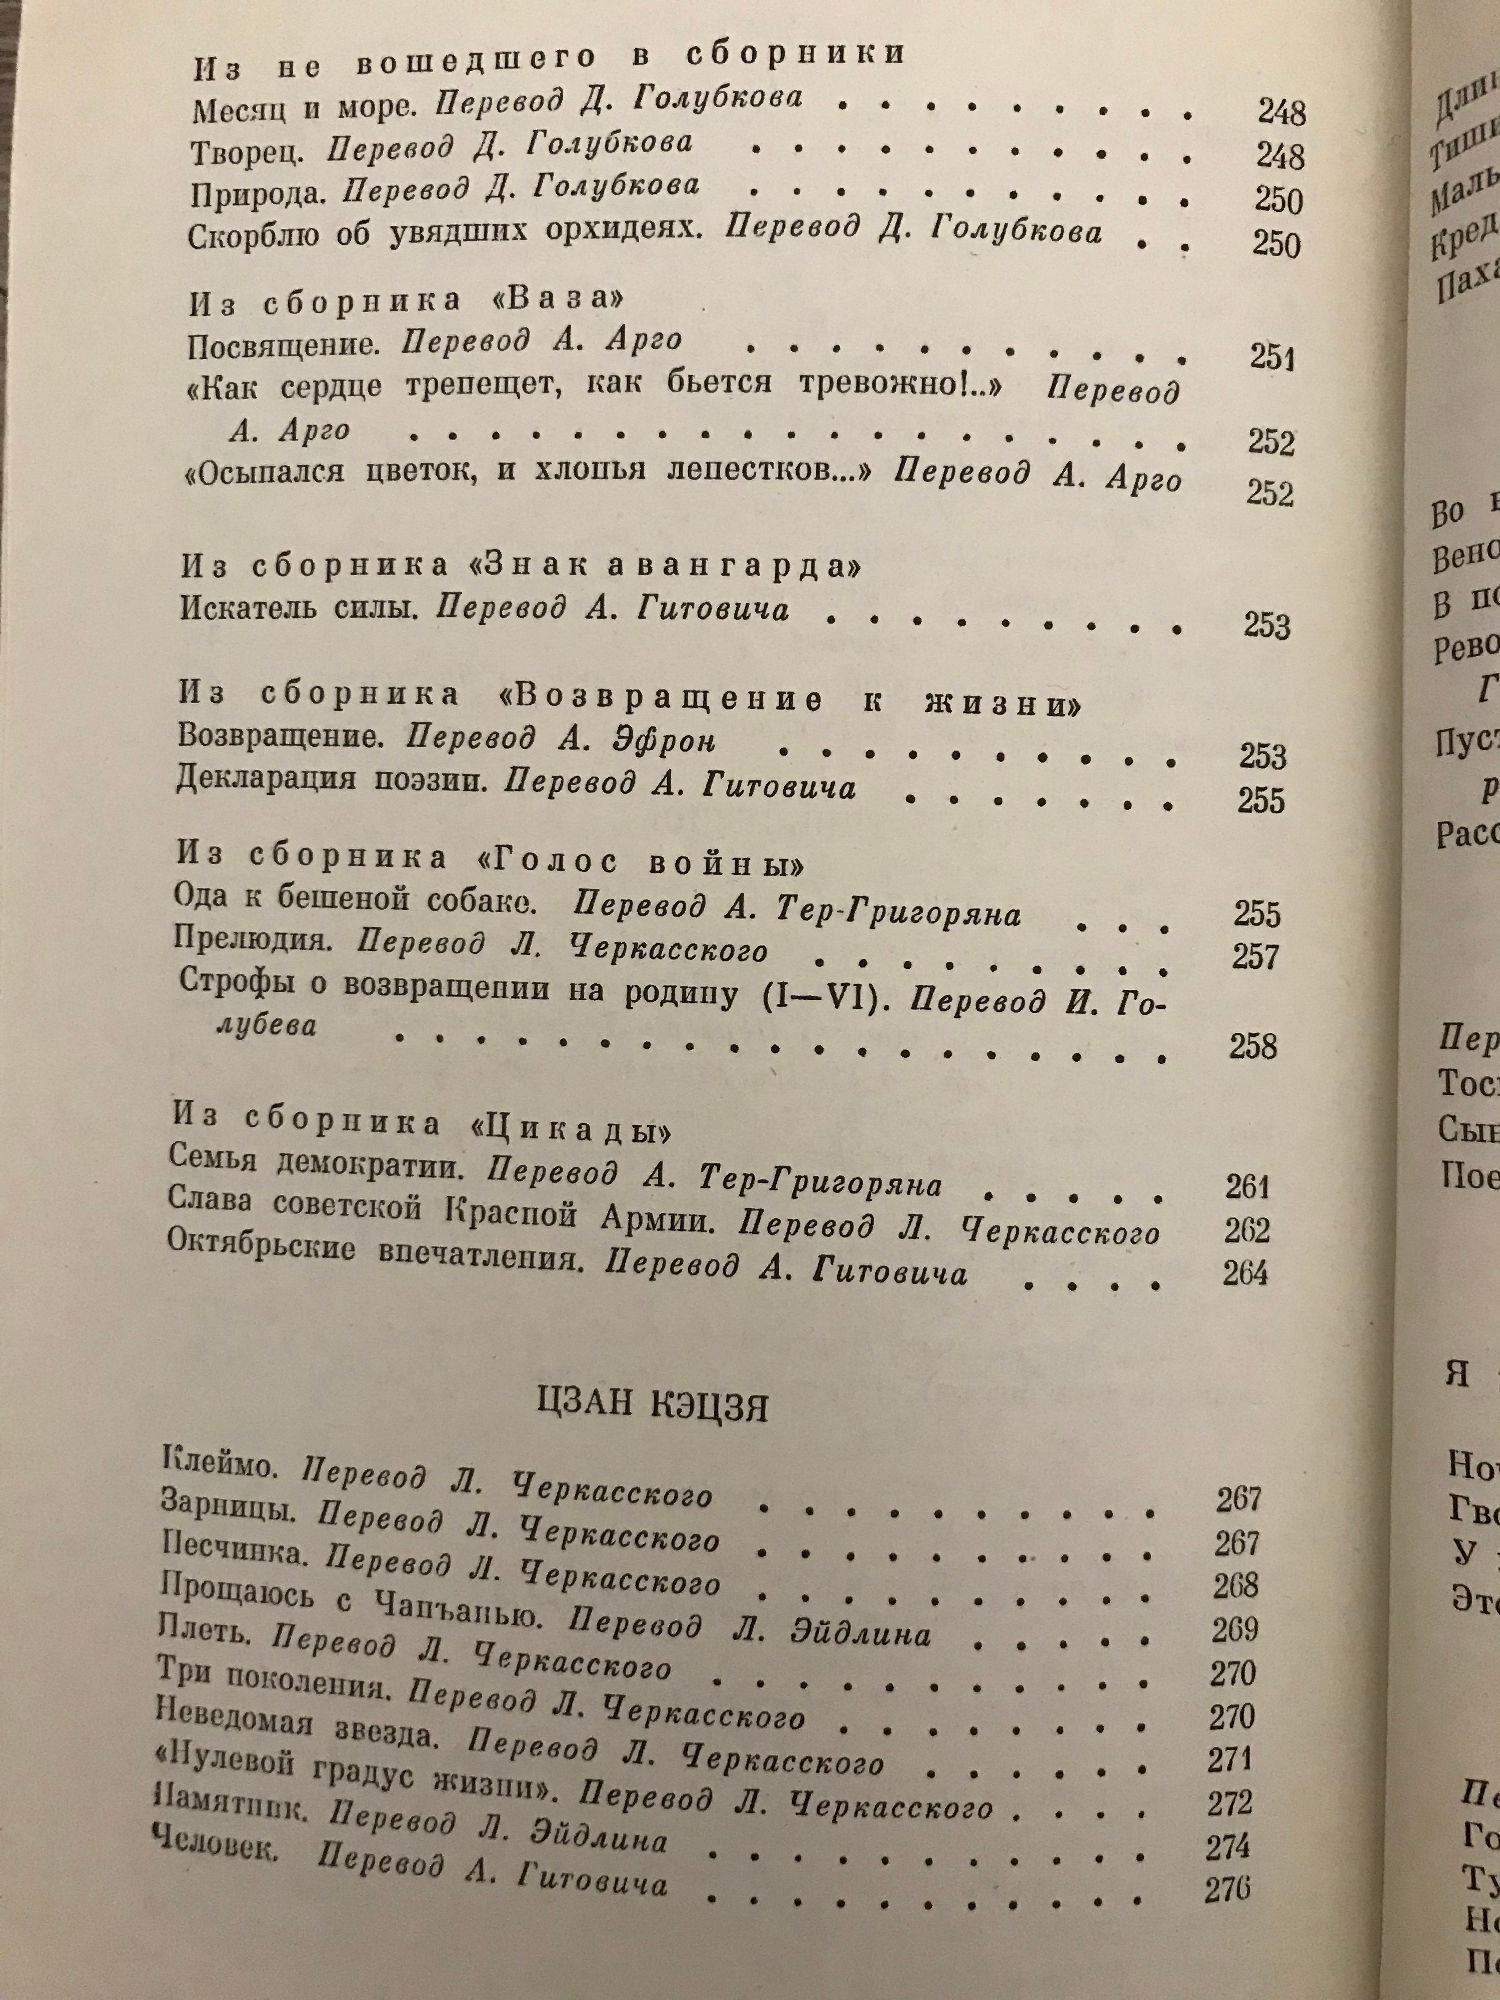 Из не вошедшего в сборники
Месяц и море. Перевод Д. Голубкова . . . . . . . . . 248
Творец. Перевод Д. Голубкова . . . . . . . . . . . 248
Природа. Перевод Д. Голубкова . . . . . . . . . . . 250
Скорблю об увядших орхидеях. Перевод Д. Голубкова . . 250
Из сборника «Ваза»
Посвящение. Перевод А. Арго . . . . . . . . . . . 251
«Как сердце трепещет, как бьется тревожно!..» Перевод
А. Арго . . . . . . . . . . . . . . . . . . . 252
«Осыпался цветок, и хлопья лепестков...» Перевод А. Арго 252
Из сборника «Знак авангарда»
Искатель силы. Перевод А. Гитовича . . . . . . . . . 253
Из сборника «Возвращение к жизни»
Возвращение. Перевод А. Эфрон . . . . . . . . . . 253
Декларация поэзии. Перевод А. Гитовича . . . . . . . 255
Из сборника «Голос войны»
Ода к бешеной собаке. Перевод А. Тер-Григоряна . . . 255
Прелюдия. Перевод Л. Черкасского . . . . . . . . . 257
Строфы о возвращении на родину (I—VI). Перевод И. Го-
лубева . . . . . . . . . . . . . . . . . . . 258
Из сборника «Цикады»
Семья демократии. Перевод А. Тер-Григоряна . . . . . 261
Слава советской Красной Армии. Перевод Л. Черкасского 262
Октябрьские впечатления. Перевод А. Гитовича . . . . 264
ЦЗАН КЭЦЗЯ
Клеймо. Перевод Л. Черкасского . . . . . . . . . . 267
Зарницы. Перевод Л. Черкасского . . . . . . . . . . 267
Песчинка. Перевод Л. Черкасского . . . . . . . . . . 268
Прощаюсь с Чанъанью. Перевод Л. Эйдлина . . . . . 269
Плеть. Перевод Л. Черкасского . . . . . . . . . . . 270
Три поколения. Перевод Л. Черкасского . . . . . . . . 270
Неведомая звезда. Перевод Л. Черкасского . . . . . . 271
«Нулевой градус жизни». Перевод Л. Черкасского . . . . 272
Памятник. Перевод Л. Эйдлина . . . . . . . . . . . 274
Человек. Перевод А. Гитовича . . . . . . . . . . . 276
Во
В
Я
У